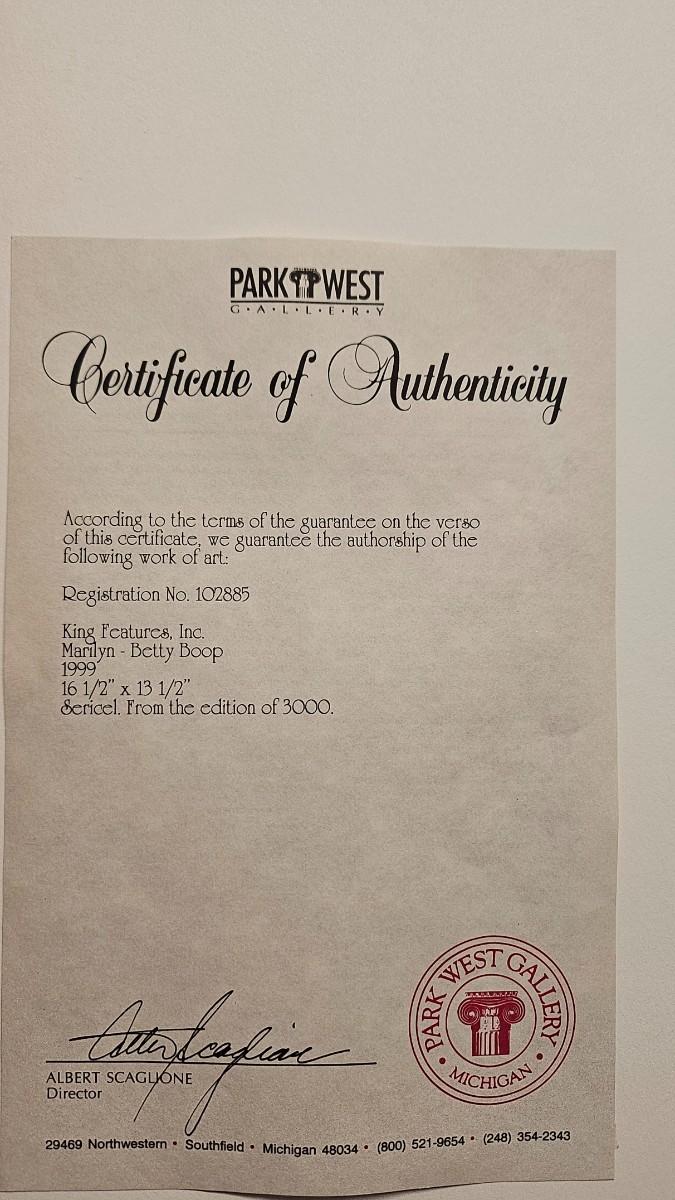 PARK WEST
G·A·L·L·E·R·Y
Certificate of Authenticity
According to the terms of the guarantee on the verso
of this certificate, we guarantee the authorship of the
following work of art:
Registration No. 102885
King Features, Inc.
Marilyn - Betty Boop
1999
16 1/2” x 13 1/2”
Sericel. From the edition of 3000.
PARK WEST GALLERY
• MICHIGAN •
Albert Scaglione
ALBERT SCAGLIONE
Director
29469 Northwestern • Southfield • Michigan 48034 • (800) 521-9654 • (248) 354-2343